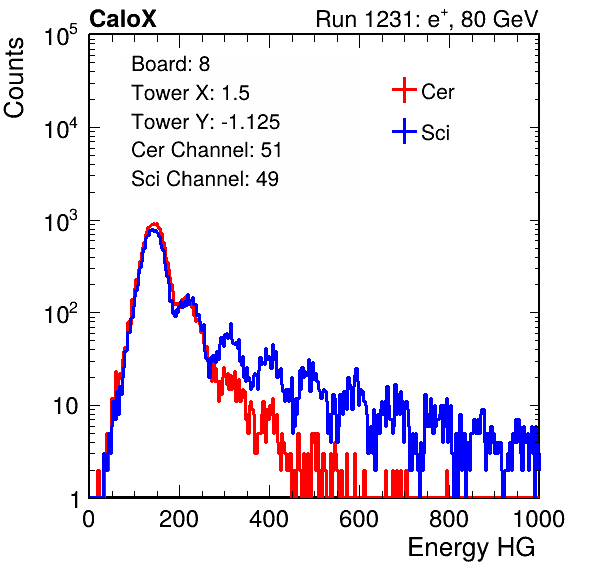 CaloX Run 1231: e⁺, 80 GeV
Counts
Board: 8
Tower X: 1.5
Tower Y: -1.125
Cer Channel: 51
Sci Channel: 49
Cer
Sci
10⁵
10⁴
10³
10²
10
1
0 200 400 600 800 1000
Energy HG